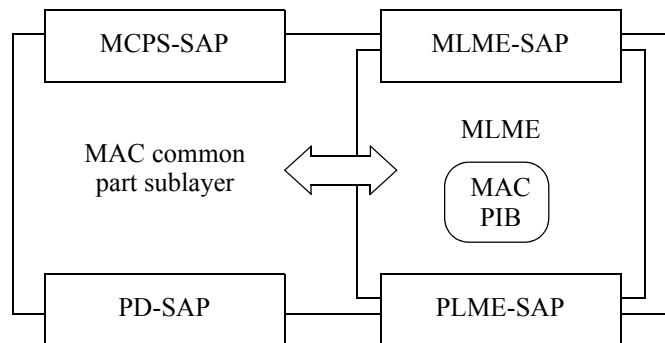 MCPS-SAP
MLME-SAP
MLME
MAC common
part sublayer
MAC
PIB
PD-SAP
PLME-SAP